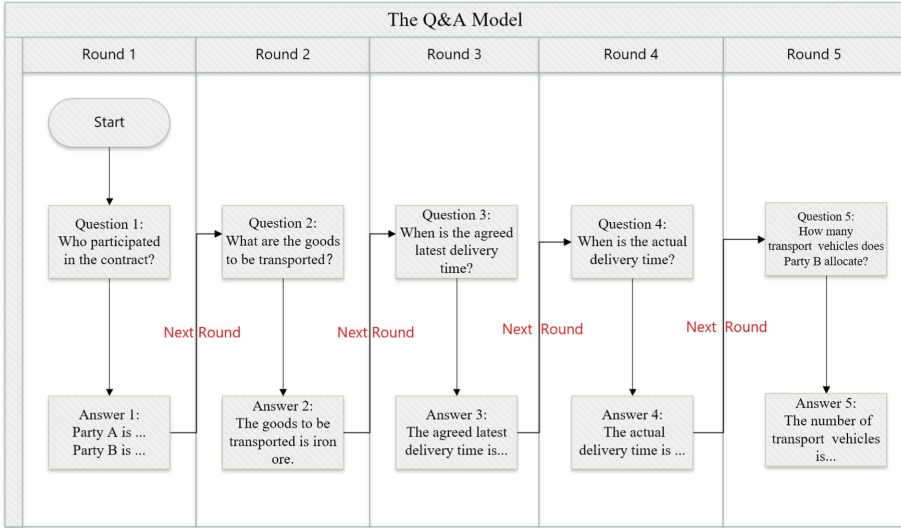 The Q&A Model
Round 1
Round 2
Round 3
Round 4
Round 5
Start
Question 1:
Who participated
in the contract?
Question 2:
What are the goods
to be transported?
Question 3:
When is the agreed
latest delivery
time?
Question 4:
When is the actual
delivery time?
Question 5:
How many
transport vehicles does
Party B allocate?
Next Round
Next Round
Next Round
Next Round
Answer 1:
Party A is ...
Party B is ...
Answer 2:
The goods to be
transported is iron
ore.
Answer 3:
The agreed latest
delivery time is...
Answer 4:
The actual
delivery time is ...
Answer 5:
The number of
transport vehicles
is...